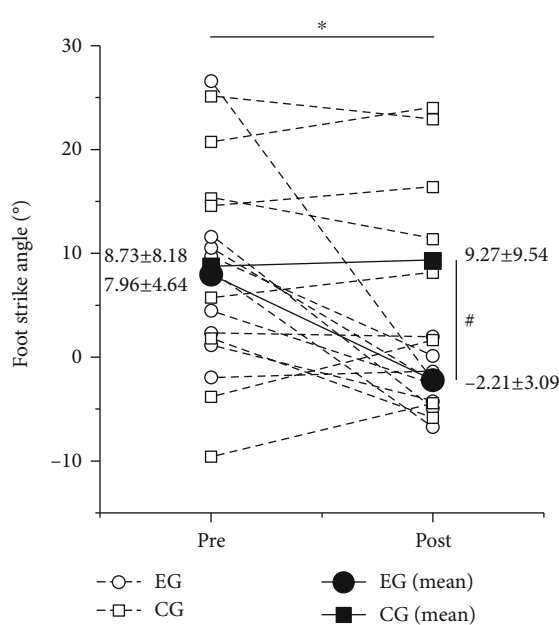 *
30
20
10
0
−10
Foot strike angle (°)
8.73±8.18
7.96±4.64
9.27±9.54
#
−2.21±3.09
Pre
Post
EG
EG (mean)
CG
CG (mean)